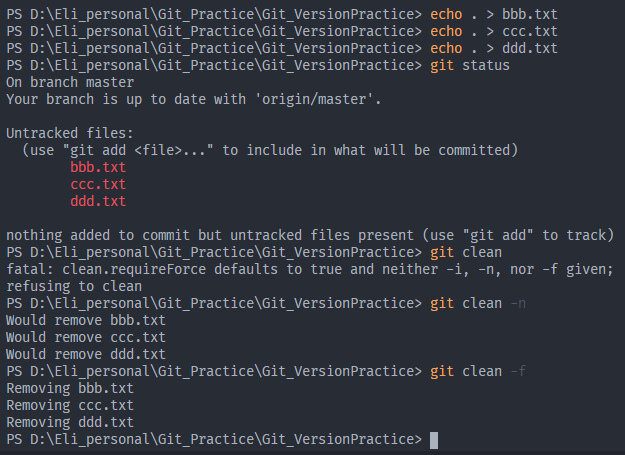 PS D:\Eli_personal\Git_Practice\Git_VersionPractice> echo . > bbb.txt
PS D:\Eli_personal\Git_Practice\Git_VersionPractice> echo . > ccc.txt
PS D:\Eli_personal\Git_Practice\Git_VersionPractice> echo . > ddd.txt
PS D:\Eli_personal\Git_Practice\Git_VersionPractice> git status
On branch master
Your branch is up to date with 'origin/master'.

Untracked files:
  (use "git add <file>..." to include in what will be committed)
        bbb.txt
        ccc.txt
        ddd.txt

nothing added to commit but untracked files present (use "git add" to track)
PS D:\Eli_personal\Git_Practice\Git_VersionPractice> git clean
fatal: clean.requireForce defaults to true and neither -i, -n, nor -f given;
refusing to clean
PS D:\Eli_personal\Git_Practice\Git_VersionPractice> git clean -n
Would remove bbb.txt
Would remove ccc.txt
Would remove ddd.txt
PS D:\Eli_personal\Git_Practice\Git_VersionPractice> git clean -f
Removing bbb.txt
Removing ccc.txt
Removing ddd.txt
PS D:\Eli_personal\Git_Practice\Git_VersionPractice>